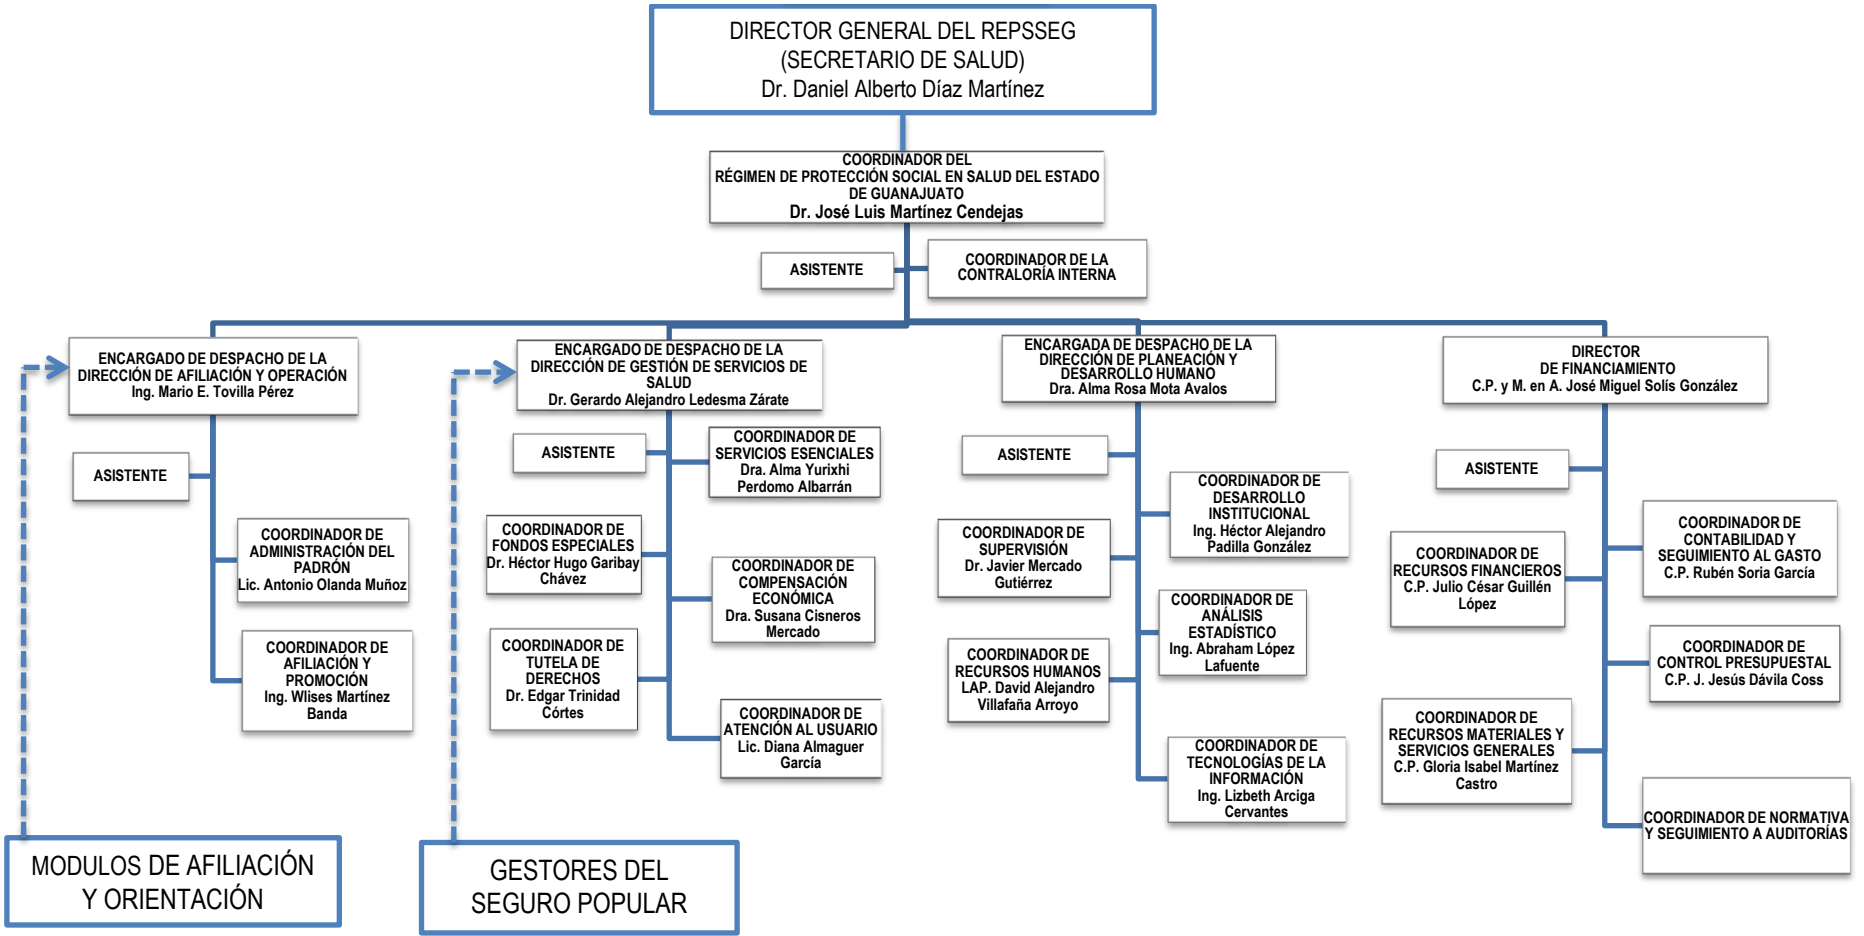 DIRECTOR GENERAL DEL REPSSEG
(SECRETARIO DE SALUD)
Dr. Daniel Alberto Díaz Martínez
COORDINADOR DEL
RÉGIMEN DE PROTECCIÓN SOCIAL EN SALUD DEL ESTADO
DE GUANAJUATO
Dr. José Luis Martínez Cendejas
ASISTENTE
COORDINADOR DE LA
CONTRALORÍA INTERNA
ENCARGADO DE DESPACHO DE LA
DIRECCIÓN DE AFILIACIÓN Y OPERACIÓN
Ing. Mario E. Tovilla Pérez
ASISTENTE
COORDINADOR DE
ADMINISTRACIÓN DEL
PADRÓN
Lic. Antonio Olanda Muñoz
COORDINADOR DE
AFILIACIÓN Y
PROMOCIÓN
Ing. Wlises Martínez
Banda
MODULOS DE AFILIACIÓN
Y ORIENTACIÓN
ENCARGADO DE DESPACHO DE LA
DIRECCIÓN DE GESTIÓN DE SERVICIOS DE
SALUD
Dr. Gerardo Alejandro Ledesma Zárate
ASISTENTE
COORDINADOR DE
SERVICIOS ESENCIALES
Dra. Alma Yurixhi
Perdomo Albarrán
COORDINADOR DE
FONDOS ESPECIALES
Dr. Héctor Hugo Garibay
Chávez
COORDINADOR DE
COMPENSACIÓN
ECONÓMICA
Dra. Susana Cisneros
Mercado
COORDINADOR DE
TUTELA DE
DERECHOS
Dr. Edgar Trinidad
Córtes
COORDINADOR DE
ATENCIÓN AL USUARIO
Lic. Diana Almaguer
García
GESTORES DEL
SEGURO POPULAR
ENCARGADA DE DESPACHO DE LA
DIRECCIÓN DE PLANEACIÓN Y
DESARROLLO HUMANO
Dra. Alma Rosa Mota Avalos
ASISTENTE
COORDINADOR DE
DESARROLLO
INSTITUCIONAL
Ing. Héctor Alejandro
Padilla González
COORDINADOR DE
SUPERVISIÓN
Dr. Javier Mercado
Gutiérrez
COORDINADOR DE
ANÁLISIS
ESTADÍSTICO
Ing. Abraham López
Lafuente
COORDINADOR DE
RECURSOS HUMANOS
LAP. David Alejandro
Villafaña Arroyo
COORDINADOR DE
TECNOLOGÍAS DE LA
INFORMACIÓN
Ing. Lizbeth Arciga
Cervantes
DIRECTOR
DE FINANCIAMIENTO
C.P. y M. en A. José Miguel Solís González
ASISTENTE
COORDINADOR DE
CONTABILIDAD Y
SEGUIMIENTO AL GASTO
C.P. Rubén Soria García
COORDINADOR DE
RECURSOS FINANCIEROS
C.P. Julio César Guillén
López
COORDINADOR DE
CONTROL PRESUPUESTAL
C.P. J. Jesús Dávila Coss
COORDINADOR DE
RECURSOS MATERIALES Y
SERVICIOS GENERALES
C.P. Gloria Isabel Martínez
Castro
COORDINADOR DE NORMATIVA
Y SEGUIMIENTO A AUDITORÍAS